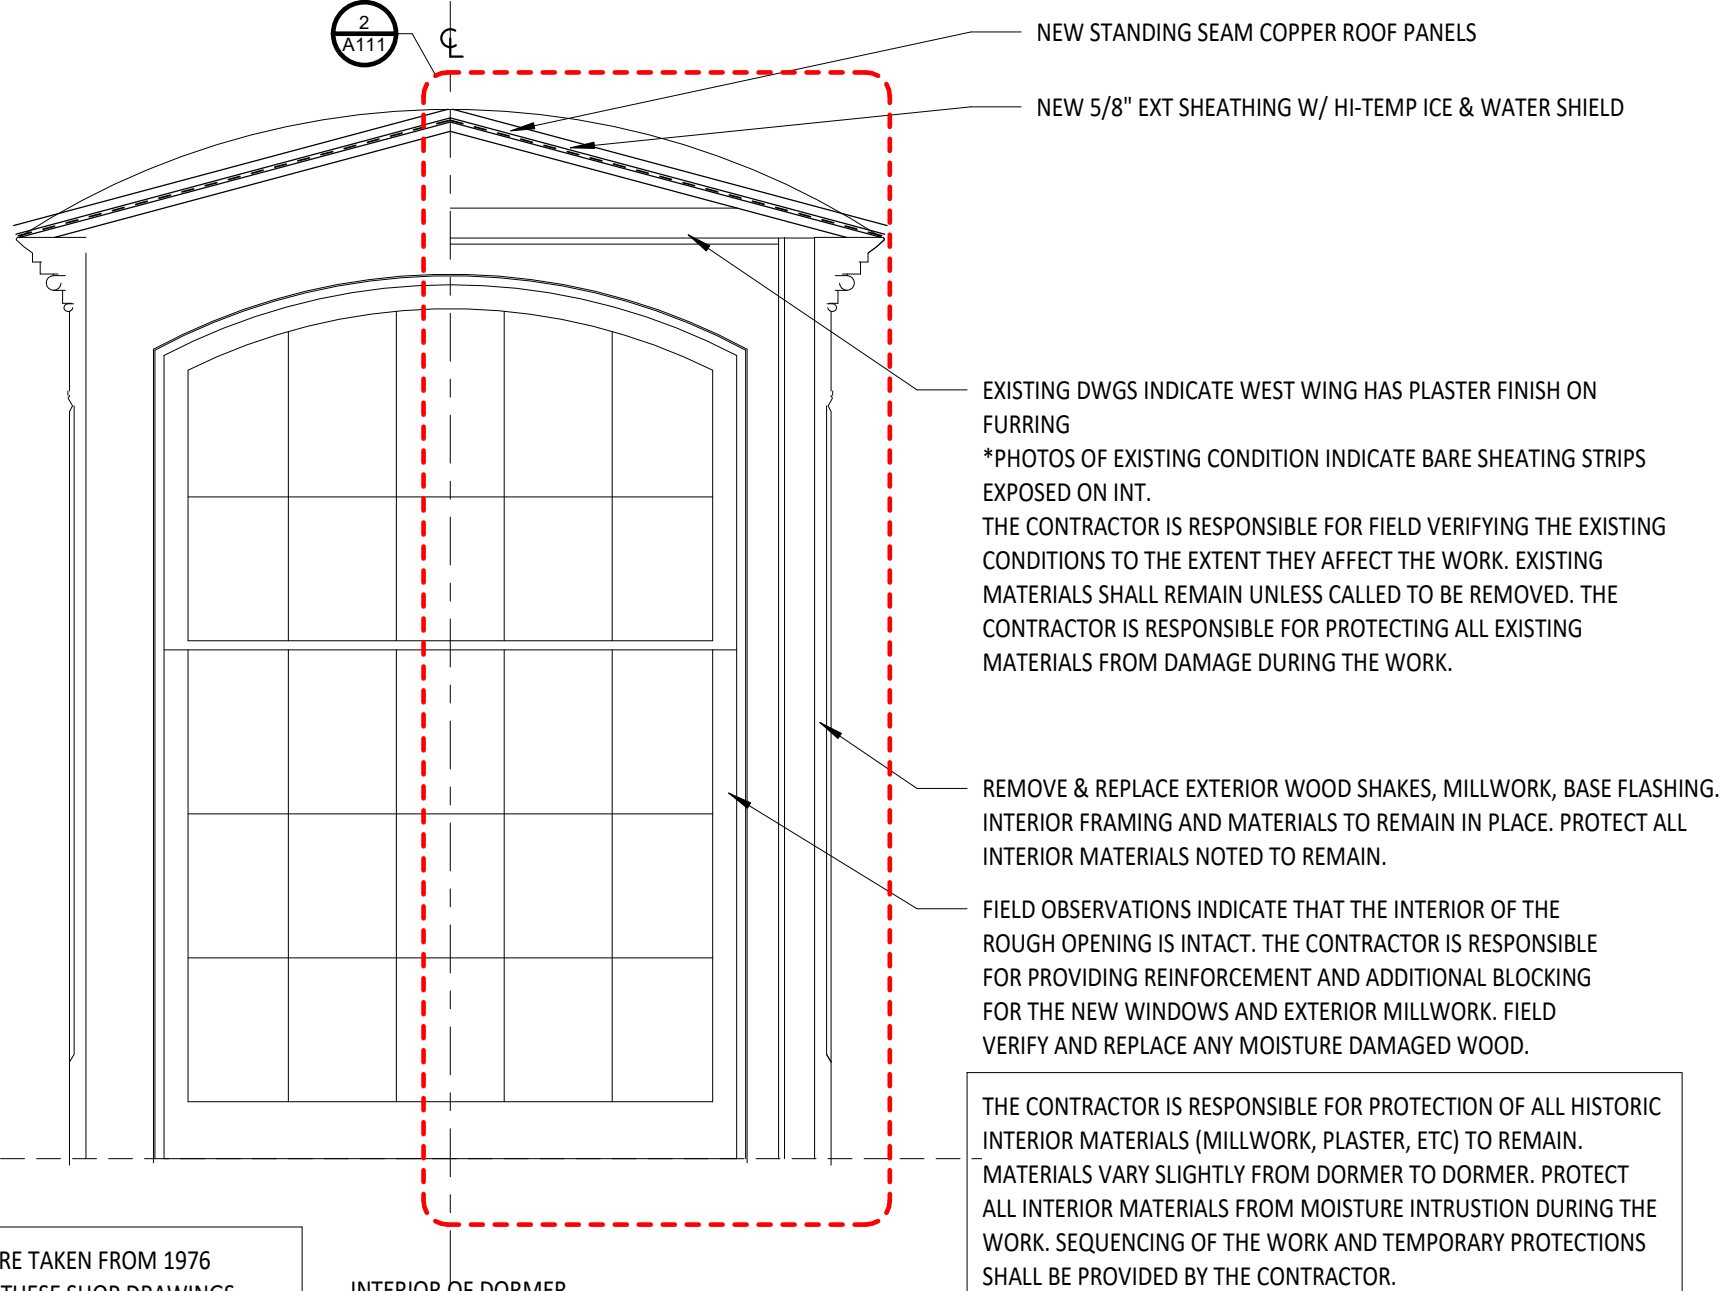 2
A111
℄
NEW STANDING SEAM COPPER ROOF PANELS
NEW 5/8" EXT SHEATHING W/ HI-TEMP ICE & WATER SHIELD
EXISTING DWGS INDICATE WEST WING HAS PLASTER FINISH ON
FURRING
*PHOTOS OF EXISTING CONDITION INDICATE BARE SHEATING STRIPS
EXPOSED ON INT.
THE CONTRACTOR IS RESPONSIBLE FOR FIELD VERIFYING THE EXISTING
CONDITIONS TO THE EXTENT THEY AFFECT THE WORK. EXISTING
MATERIALS SHALL REMAIN UNLESS CALLED TO BE REMOVED. THE
CONTRACTOR IS RESPONSIBLE FOR PROTECTING ALL EXISTING
MATERIALS FROM DAMAGE DURING THE WORK.
REMOVE & REPLACE EXTERIOR WOOD SHAKES, MILLWORK, BASE FLASHING.
INTERIOR FRAMING AND MATERIALS TO REMAIN IN PLACE. PROTECT ALL
INTERIOR MATERIALS NOTED TO REMAIN.
FIELD OBSERVATIONS INDICATE THAT THE INTERIOR OF THE
ROUGH OPENING IS INTACT. THE CONTRACTOR IS RESPONSIBLE
FOR PROVIDING REINFORCEMENT AND ADDITIONAL BLOCKING
FOR THE NEW WINDOWS AND EXTERIOR MILLWORK. FIELD
VERIFY AND REPLACE ANY MOISTURE DAMAGED WOOD.
THE CONTRACTOR IS RESPONSIBLE FOR PROTECTION OF ALL HISTORIC
INTERIOR MATERIALS (MILLWORK, PLASTER, ETC) TO REMAIN.
MATERIALS VARY SLIGHTLY FROM DORMER TO DORMER. PROTECT
ALL INTERIOR MATERIALS FROM MOISTURE INTRUSTION DURING THE
WORK. SEQUENCING OF THE WORK AND TEMPORARY PROTECTIONS
SHALL BE PROVIDED BY THE CONTRACTOR.
RE TAKEN FROM 1976
THESE SHOP DRAWINGS
INTERIOR OF DORMER